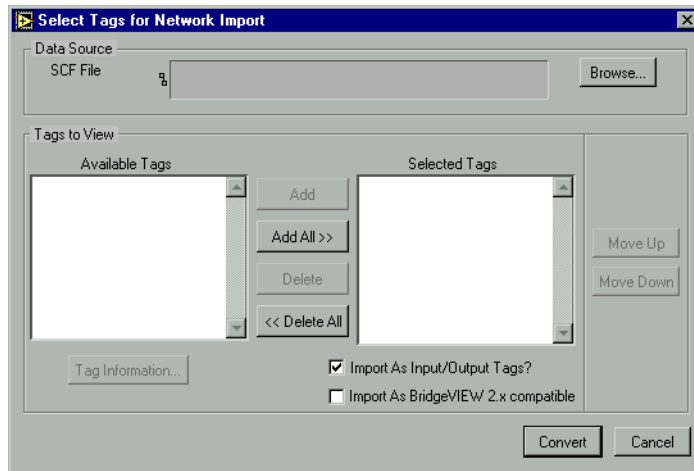 Select Tags for Network Import
Data Source
SCF File
Browse...
Tags to View
Available Tags
Selected Tags
Add
Add All >>
Delete
<< Delete All
Move Up
Move Down
Tag Information...
Import As Input/Output Tags?
Import As BridgeVIEW 2.x compatible
Convert
Cancel